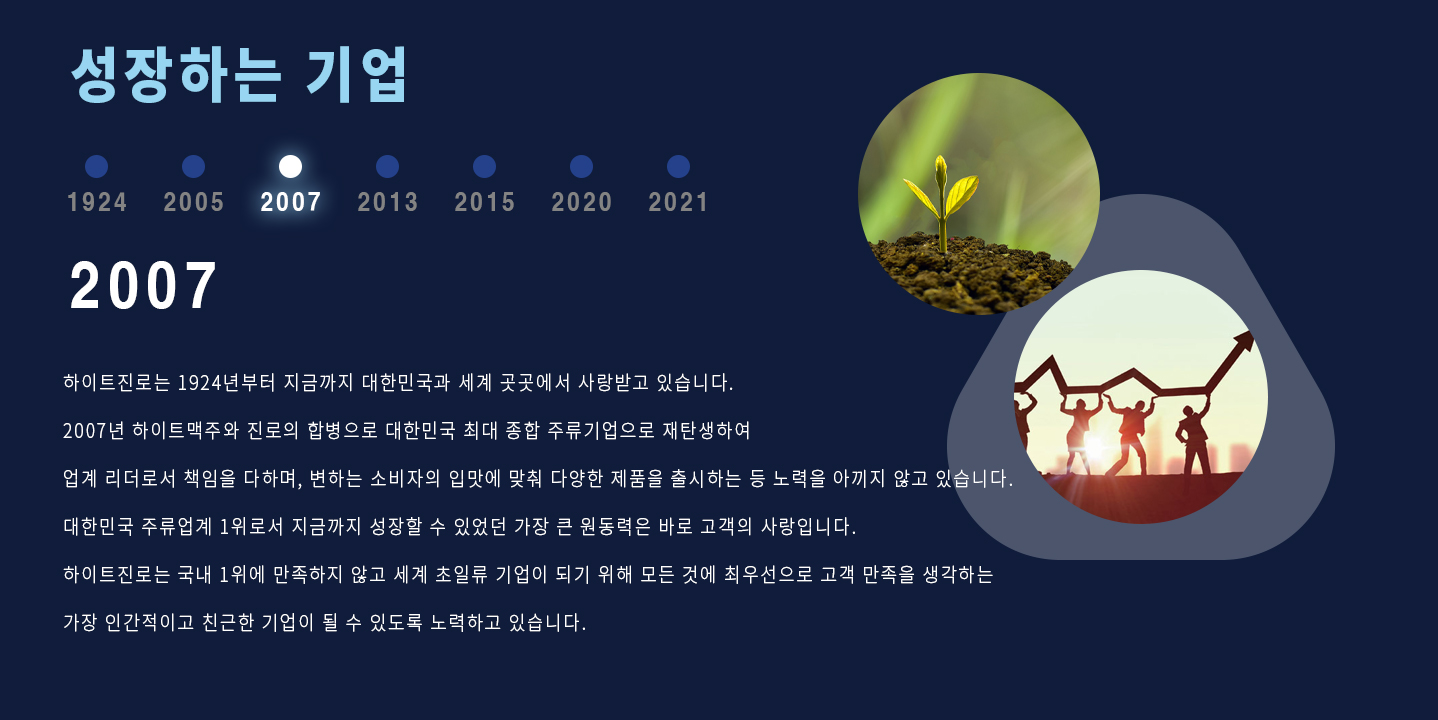 성장하는 기업
1924 2005 2007 2013 2015 2020 2021
2007
하이트진로는 1924년부터 지금까지 대한민국과 세계 곳곳에서 사랑받고 있습니다.
2007년 하이트맥주와 진로의 합병으로 대한민국 최대 종합 주류기업으로 재탄생하여
업계 리더로서 책임을 다하며, 변하는 소비자의 입맛에 맞춰 다양한 제품을 출시하는 등 노력을 아끼지 않고 있습니다.
대한민국 주류업계 1위로서 지금까지 성장할 수 있었던 가장 큰 원동력은 바로 고객의 사랑입니다.
하이트진로는 국내 1위에 만족하지 않고 세계 초일류 기업이 되기 위해 모든 것에 최우선으로 고객 만족을 생각하는
가장 인간적이고 친근한 기업이 될 수 있도록 노력하고 있습니다.